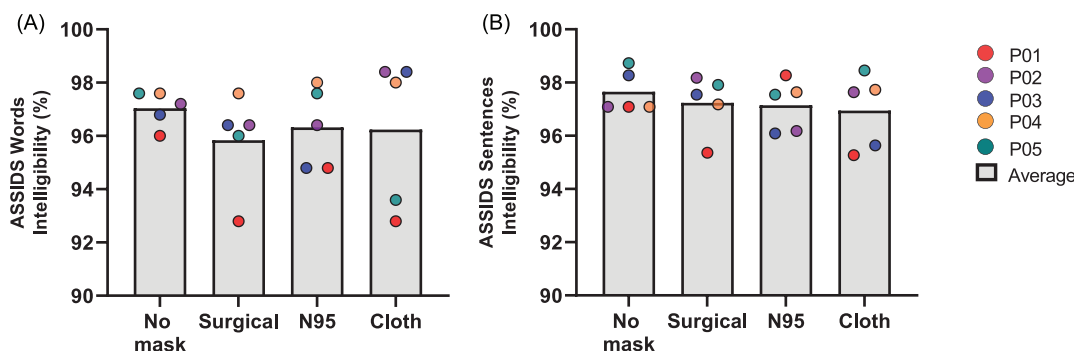 (A)
ASSIDS Words
Intelligibility (%)
100
98
96
94
92
90
No
mask
Surgical
N95
Cloth
(B)
ASSIDS Sentences
Intelligibility (%)
100
98
96
94
92
90
No
mask
Surgical
N95
Cloth
P01
P02
P03
P04
P05
Average